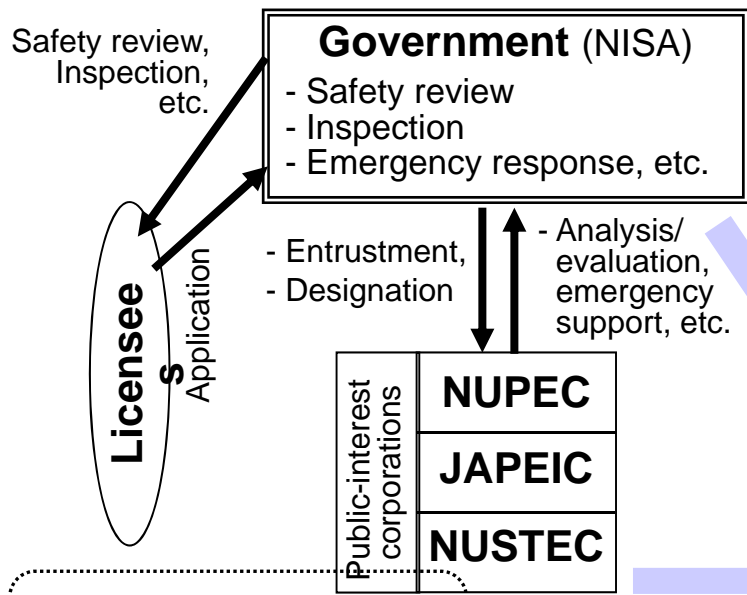 Safety review,
Inspection,
etc.
Government (NISA)
- Safety review
- Inspection
- Emergency response, etc.
Licensee
s
Application
- Entrustment,
- Designation
- Analysis/
evaluation,
emergency
support, etc.
Public-interest
corporations
NUPEC
JAPEIC
NUSTEC